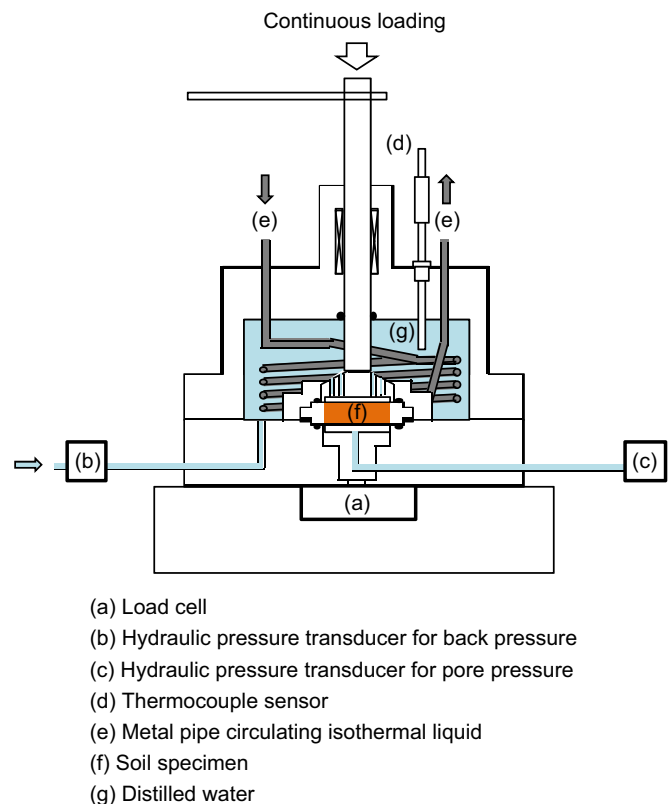 Continuous loading
(d)
(e)
(e)
(g)
(f)
(b)
(c)
(a)
(a) Load cell
(b) Hydraulic pressure transducer for back pressure
(c) Hydraulic pressure transducer for pore pressure
(d) Thermocouple sensor
(e) Metal pipe circulating isothermal liquid
(f) Soil specimen
(g) Distilled water